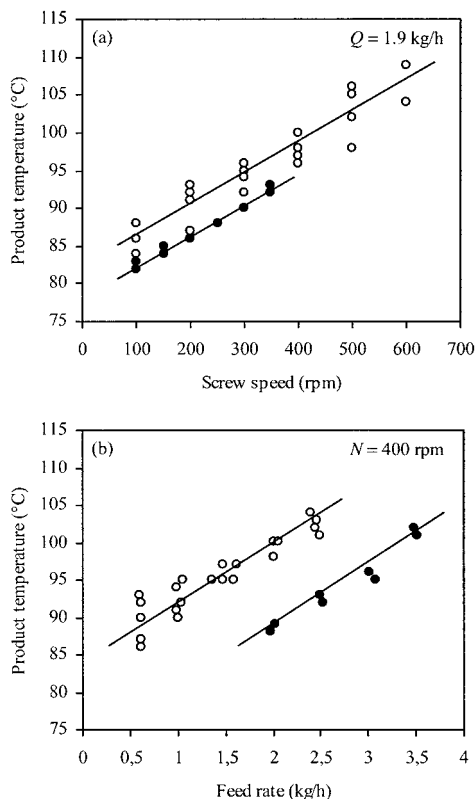 (a)
Q = 1.9 kg/h
115
110
105
100
95
90
85
80
75
Product temperature (°C)
0 100 200 300 400 500 600 700
Screw speed (rpm)
(b)
N = 400 rpm
115
110
105
100
95
90
85
80
75
Product temperature (°C)
0 0,5 1 1,5 2 2,5 3 3,5 4
Feed rate (kg/h)